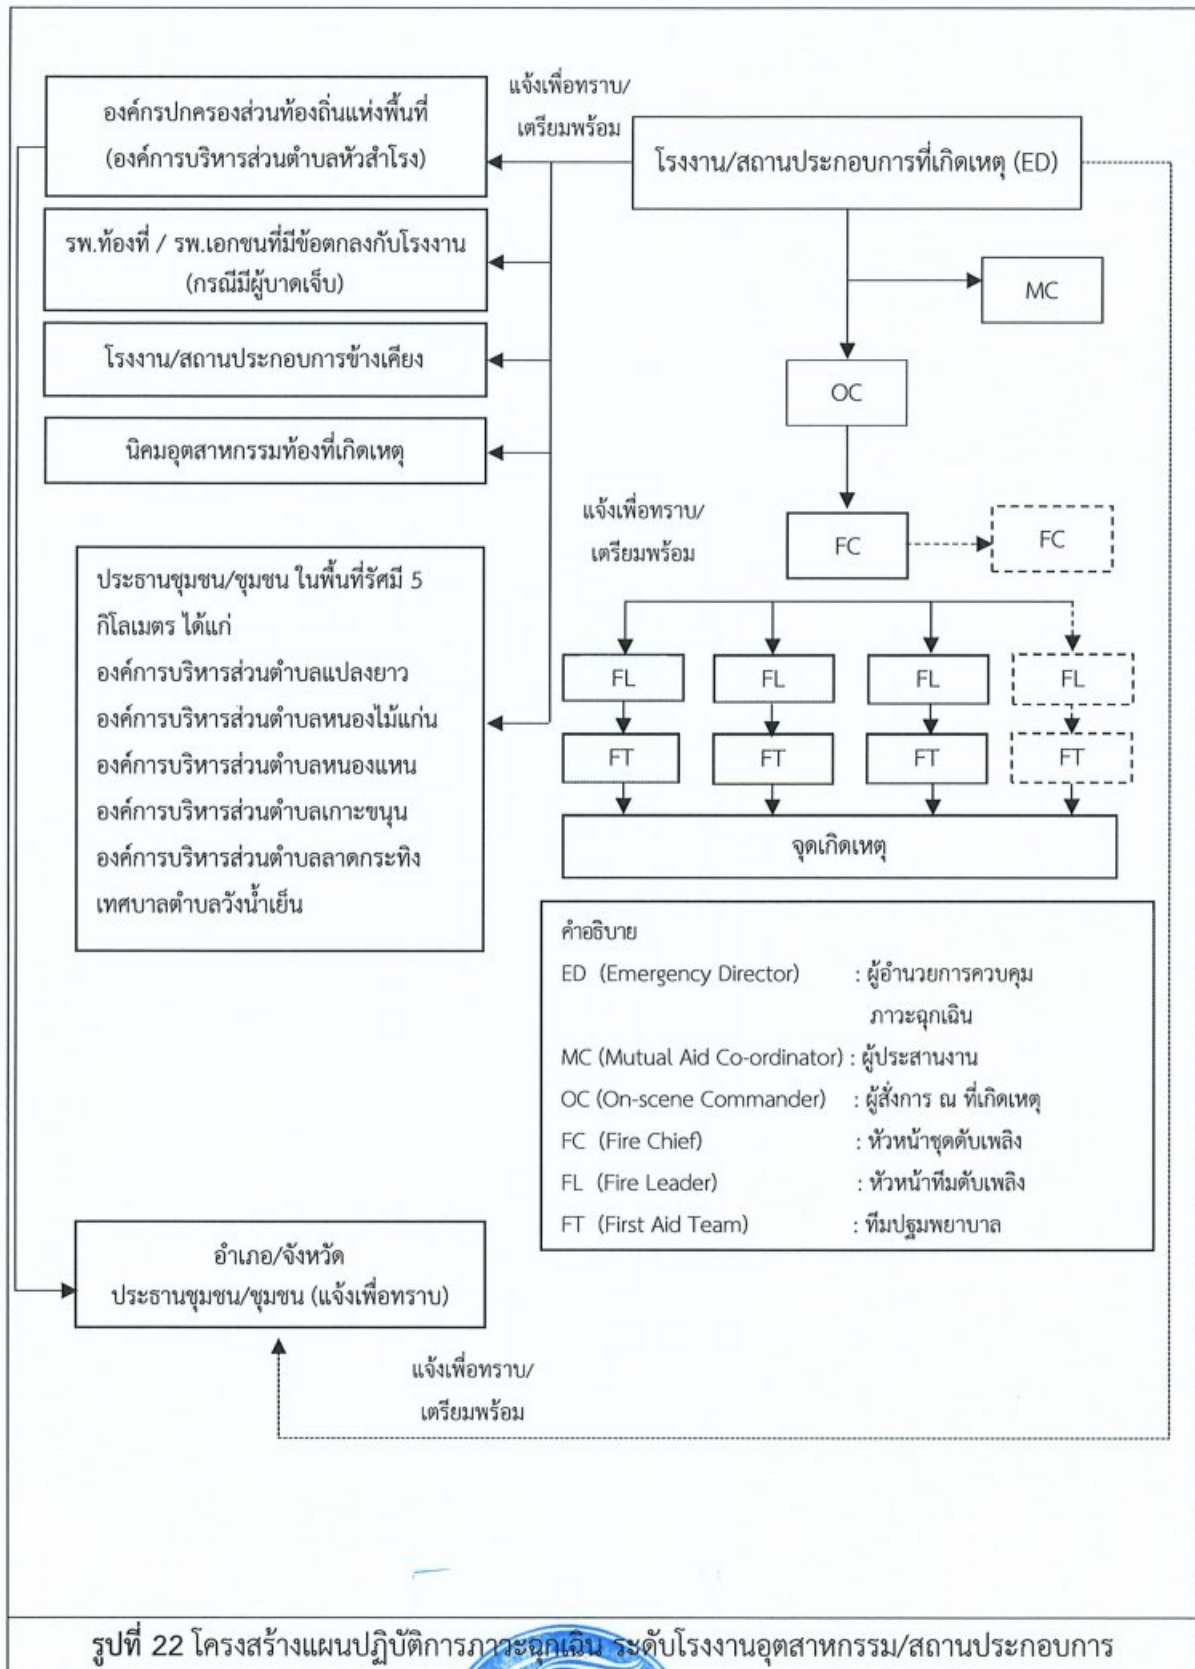 แจ้งเพื่อทราบ/
เตรียมพร้อม
องค์กรปกครองส่วนท้องถิ่นแห่งพื้นที่
(องค์การบริหารส่วนตำบลหัวสำโรง)
โรงงาน/สถานประกอบการที่เกิดเหตุ (ED)
รพ.ท้องที่ / รพ.เอกชนที่มีข้อตกลงกับโรงงาน
(กรณีมีผู้บาดเจ็บ)
MC
โรงงาน/สถานประกอบการข้างเคียง
OC
นิคมอุตสาหกรรมท้องที่เกิดเหตุ
แจ้งเพื่อทราบ/
เตรียมพร้อม
FC
FC
ประธานชุมชน/ชุมชน ในพื้นที่รัศมี 5
กิโลเมตร ได้แก่
องค์การบริหารส่วนตำบลแปลงยาว
องค์การบริหารส่วนตำบลหนองไม้แก่น
องค์การบริหารส่วนตำบลหนองแหน
องค์การบริหารส่วนตำบลเกาะขนุน
องค์การบริหารส่วนตำบลลาดกระทิง
เทศบาลตำบลวังน้ำเย็น
FL FL FL FL
FT FT FT FT
จุดเกิดเหตุ
คำอธิบาย
ED (Emergency Director) : ผู้อำนวยการควบคุม
ภาวะฉุกเฉิน
MC (Mutual Aid Co-ordinator) : ผู้ประสานงาน
OC (On-scene Commander) : ผู้สั่งการ ณ ที่เกิดเหตุ
FC (Fire Chief) : หัวหน้าชุดดับเพลิง
FL (Fire Leader) : หัวหน้าทีมดับเพลิง
FT (First Aid Team) : ทีมปฐมพยาบาล
อำเภอ/จังหวัด
ประธานชุมชน/ชุมชน (แจ้งเพื่อทราบ)
แจ้งเพื่อทราบ/
เตรียมพร้อม
รูปที่ 22 โครงสร้างแผนปฏิบัติการภาวะฉุกเฉิน ระดับโรงงานอุตสาหกรรม/สถานประกอบการ